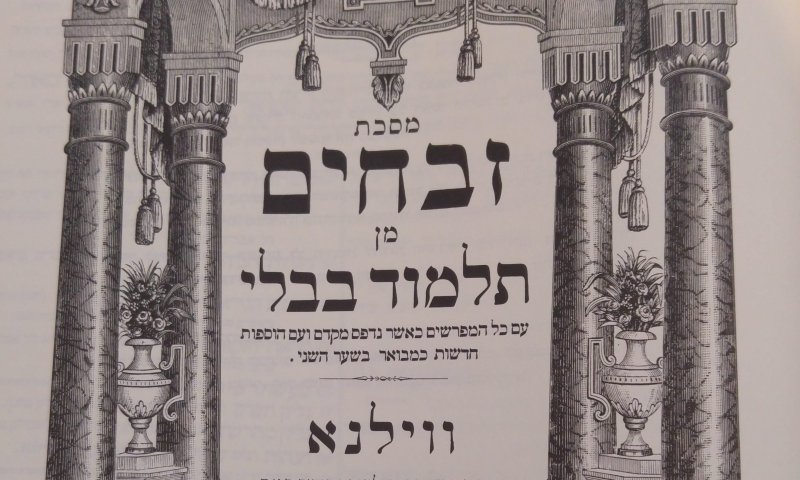 מסכת
זבחים
מן
תלמוד בבלי
עם כל המפרשים כאשר נדפס מקדם ועם הוספות
חדשות כמבואר בשער השני.
ווילנא